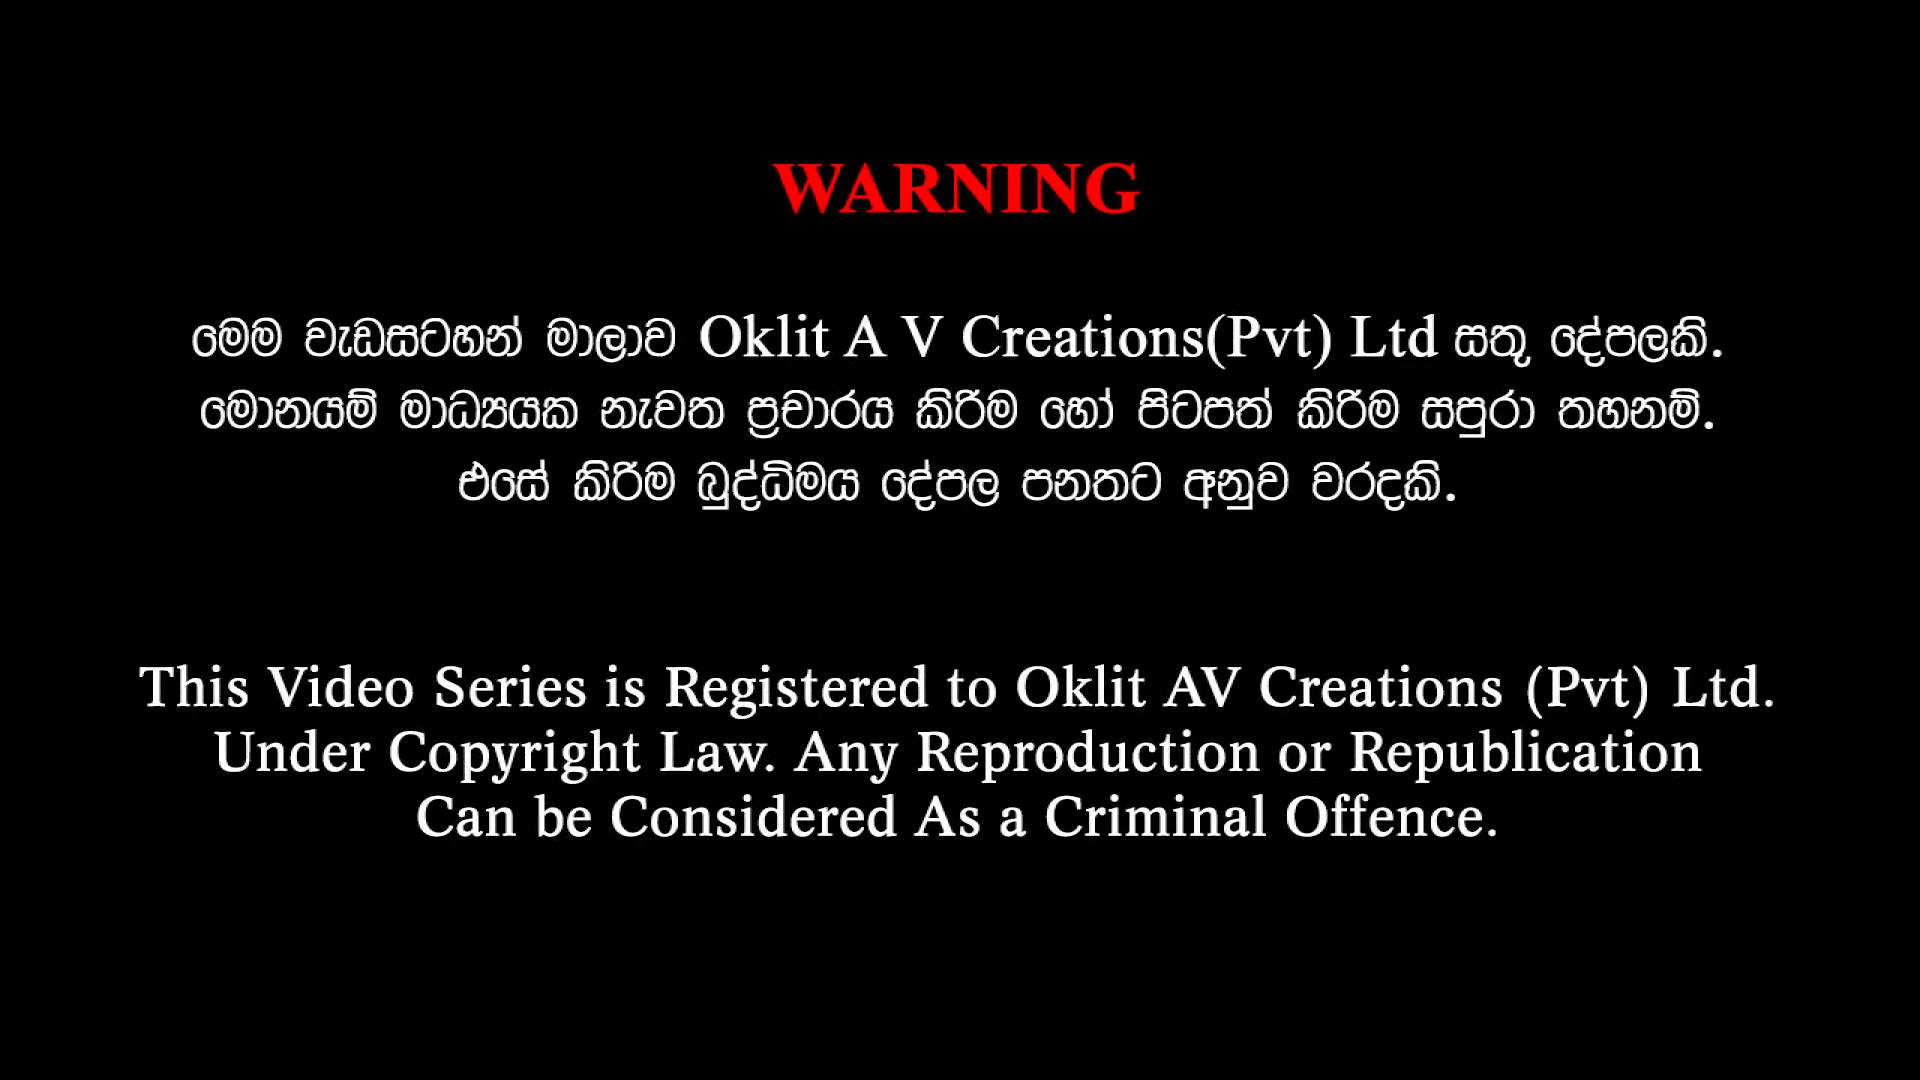 WARNING
මෙම වැඩසටහන් මාලාව Oklit A V Creations(Pvt) Ltd සතු දේපලකි.
මොනයම් මාධ්‍යයක නැවත ප්‍රචාරය කිරිම හෝ පිටපත් කිරිම සපුරා තහනම්.
එසේ කිරිම බුද්ධිමය දේපල පනතට අනුව වරදකි.
This Video Series is Registered to Oklit AV Creations (Pvt) Ltd.
Under Copyright Law. Any Reproduction or Republication
Can be Considered As a Criminal Offence.